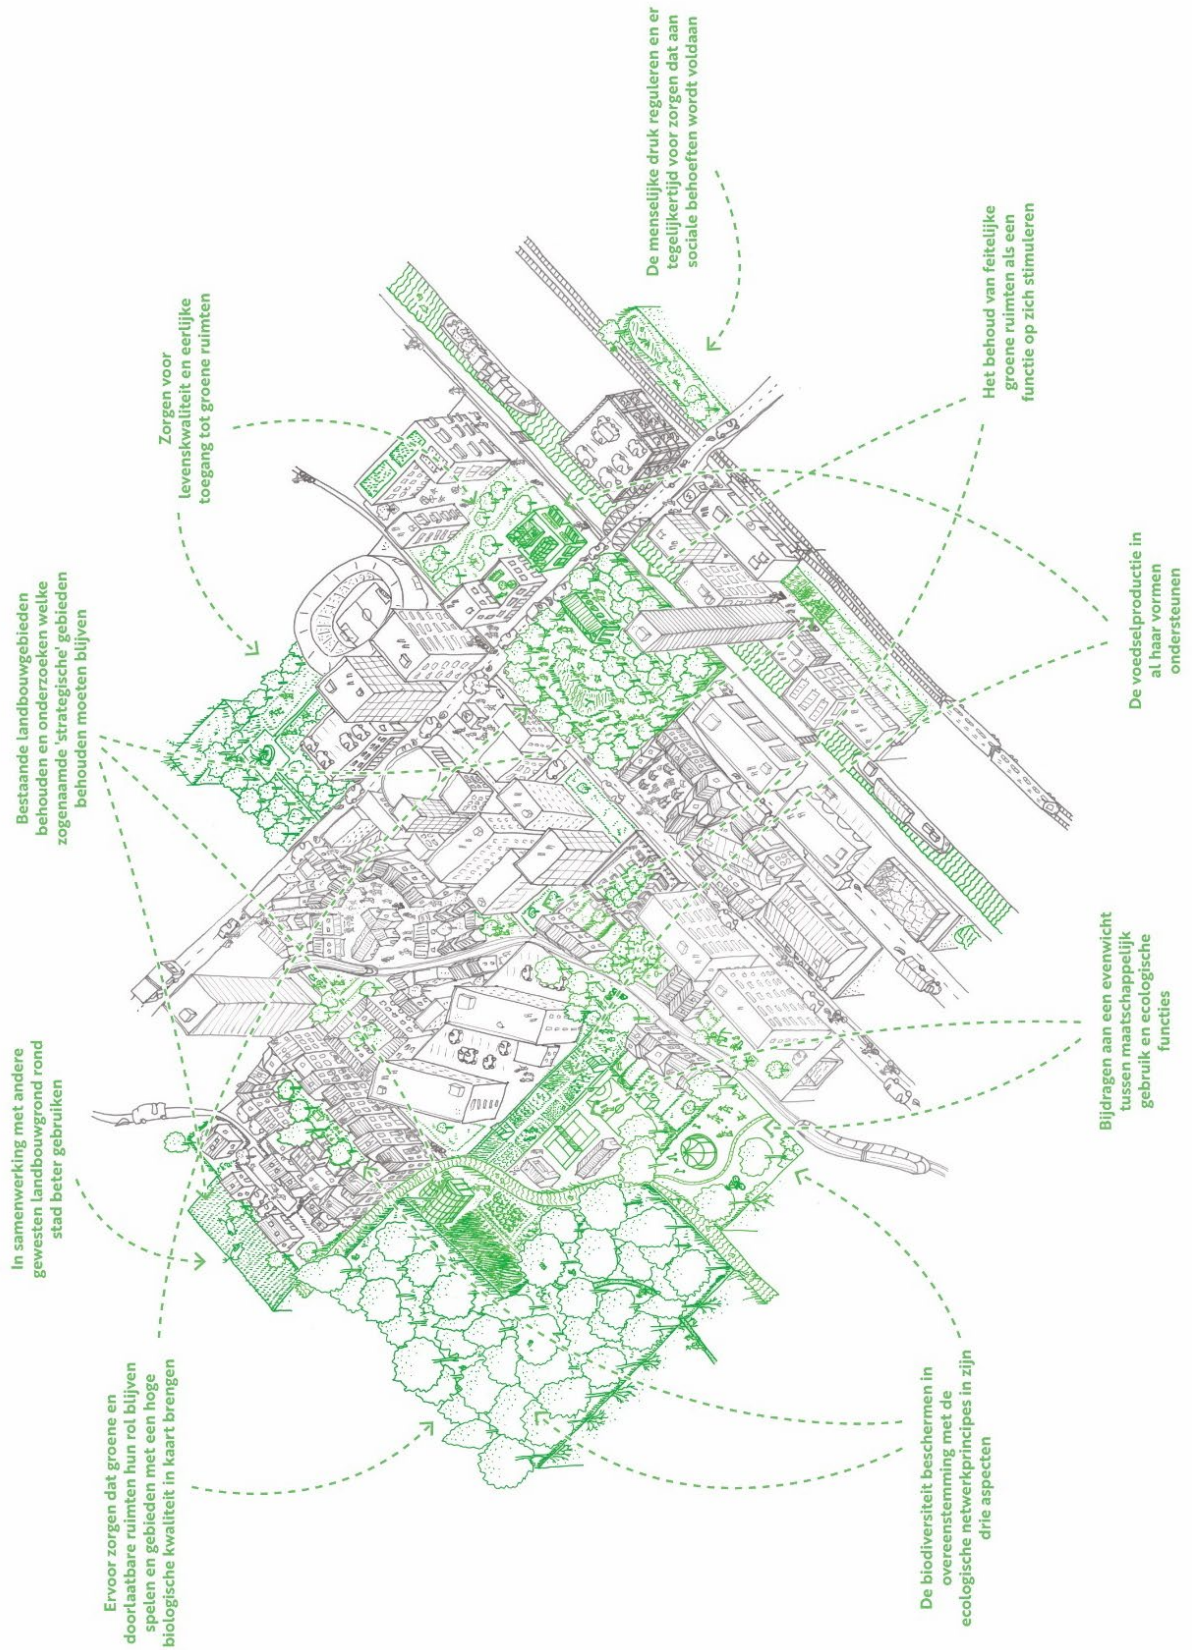 Ervoor zorgen dat groene en
doorlaatbare ruimten hun rol blijven
spelen en gebieden met een hoge
biologische kwaliteit in kaart brengen
In samenwerking met andere
gewesten Landbouwgrond rond
stad beter gebruiken
Bestaande landbouwgebieden
behouden en onderzoeken welke
zogenaamde 'strategische' gebieden
behouden moeten blijven
Zorgen voor
levenskwaliteit en eerlijke
toegang tot groene ruimten
De menselijke druk reguleren en er
tegelijkertijd voor zorgen dat aan
sociale behoeften wordt voldaan
Het behoud van feitelijke
groene ruimten als een
functie op zich stimuleren
De voedselproductie in
al haar vormen
ondersteunen
Bijdragen aan een evenwicht
tussen maatschappelijk
gebruik en ecologische
functies
De biodiversiteit beschermen in
overeenstemming met de
ecologische netwerkprincipes in zijn
drie aspecten